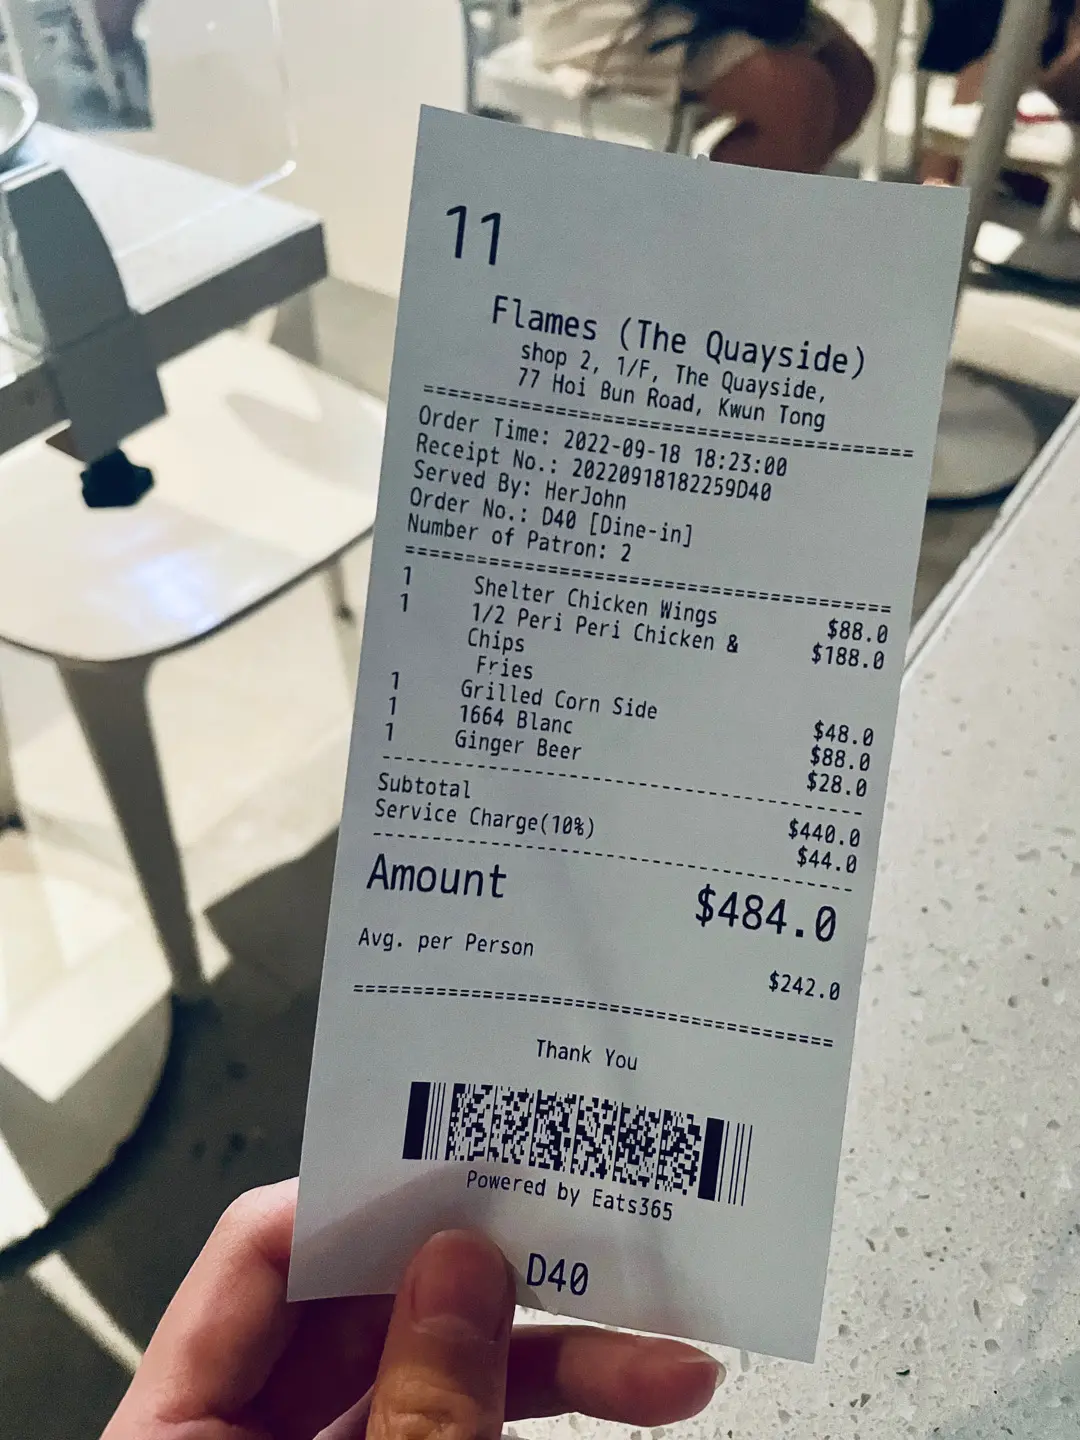 11
Flames (The Quayside)
shop 2, 1/F, The Quayside,
77 Hoi Bun Road, Kwun Tong
==========================================
Order Time: 2022-09-18 18:23:00
Receipt No.: 20220918182259D40
Served By: HerJohn
Order No.: D40 [Dine-in]
Number of Patron: 2
==========================================
1 Shelter Chicken Wings $88.0
1 1/2 Peri Peri Chicken & $188.0
Chips
Fries
1 Grilled Corn Side $48.0
1 1664 Blanc $88.0
1 Ginger Beer $28.0
------------------------------------------
Subtotal $440.0
Service Charge(10%) $44.0
------------------------------------------
Amount $484.0
Avg. per Person $242.0
==========================================
Thank You
Powered by Eats365
D40